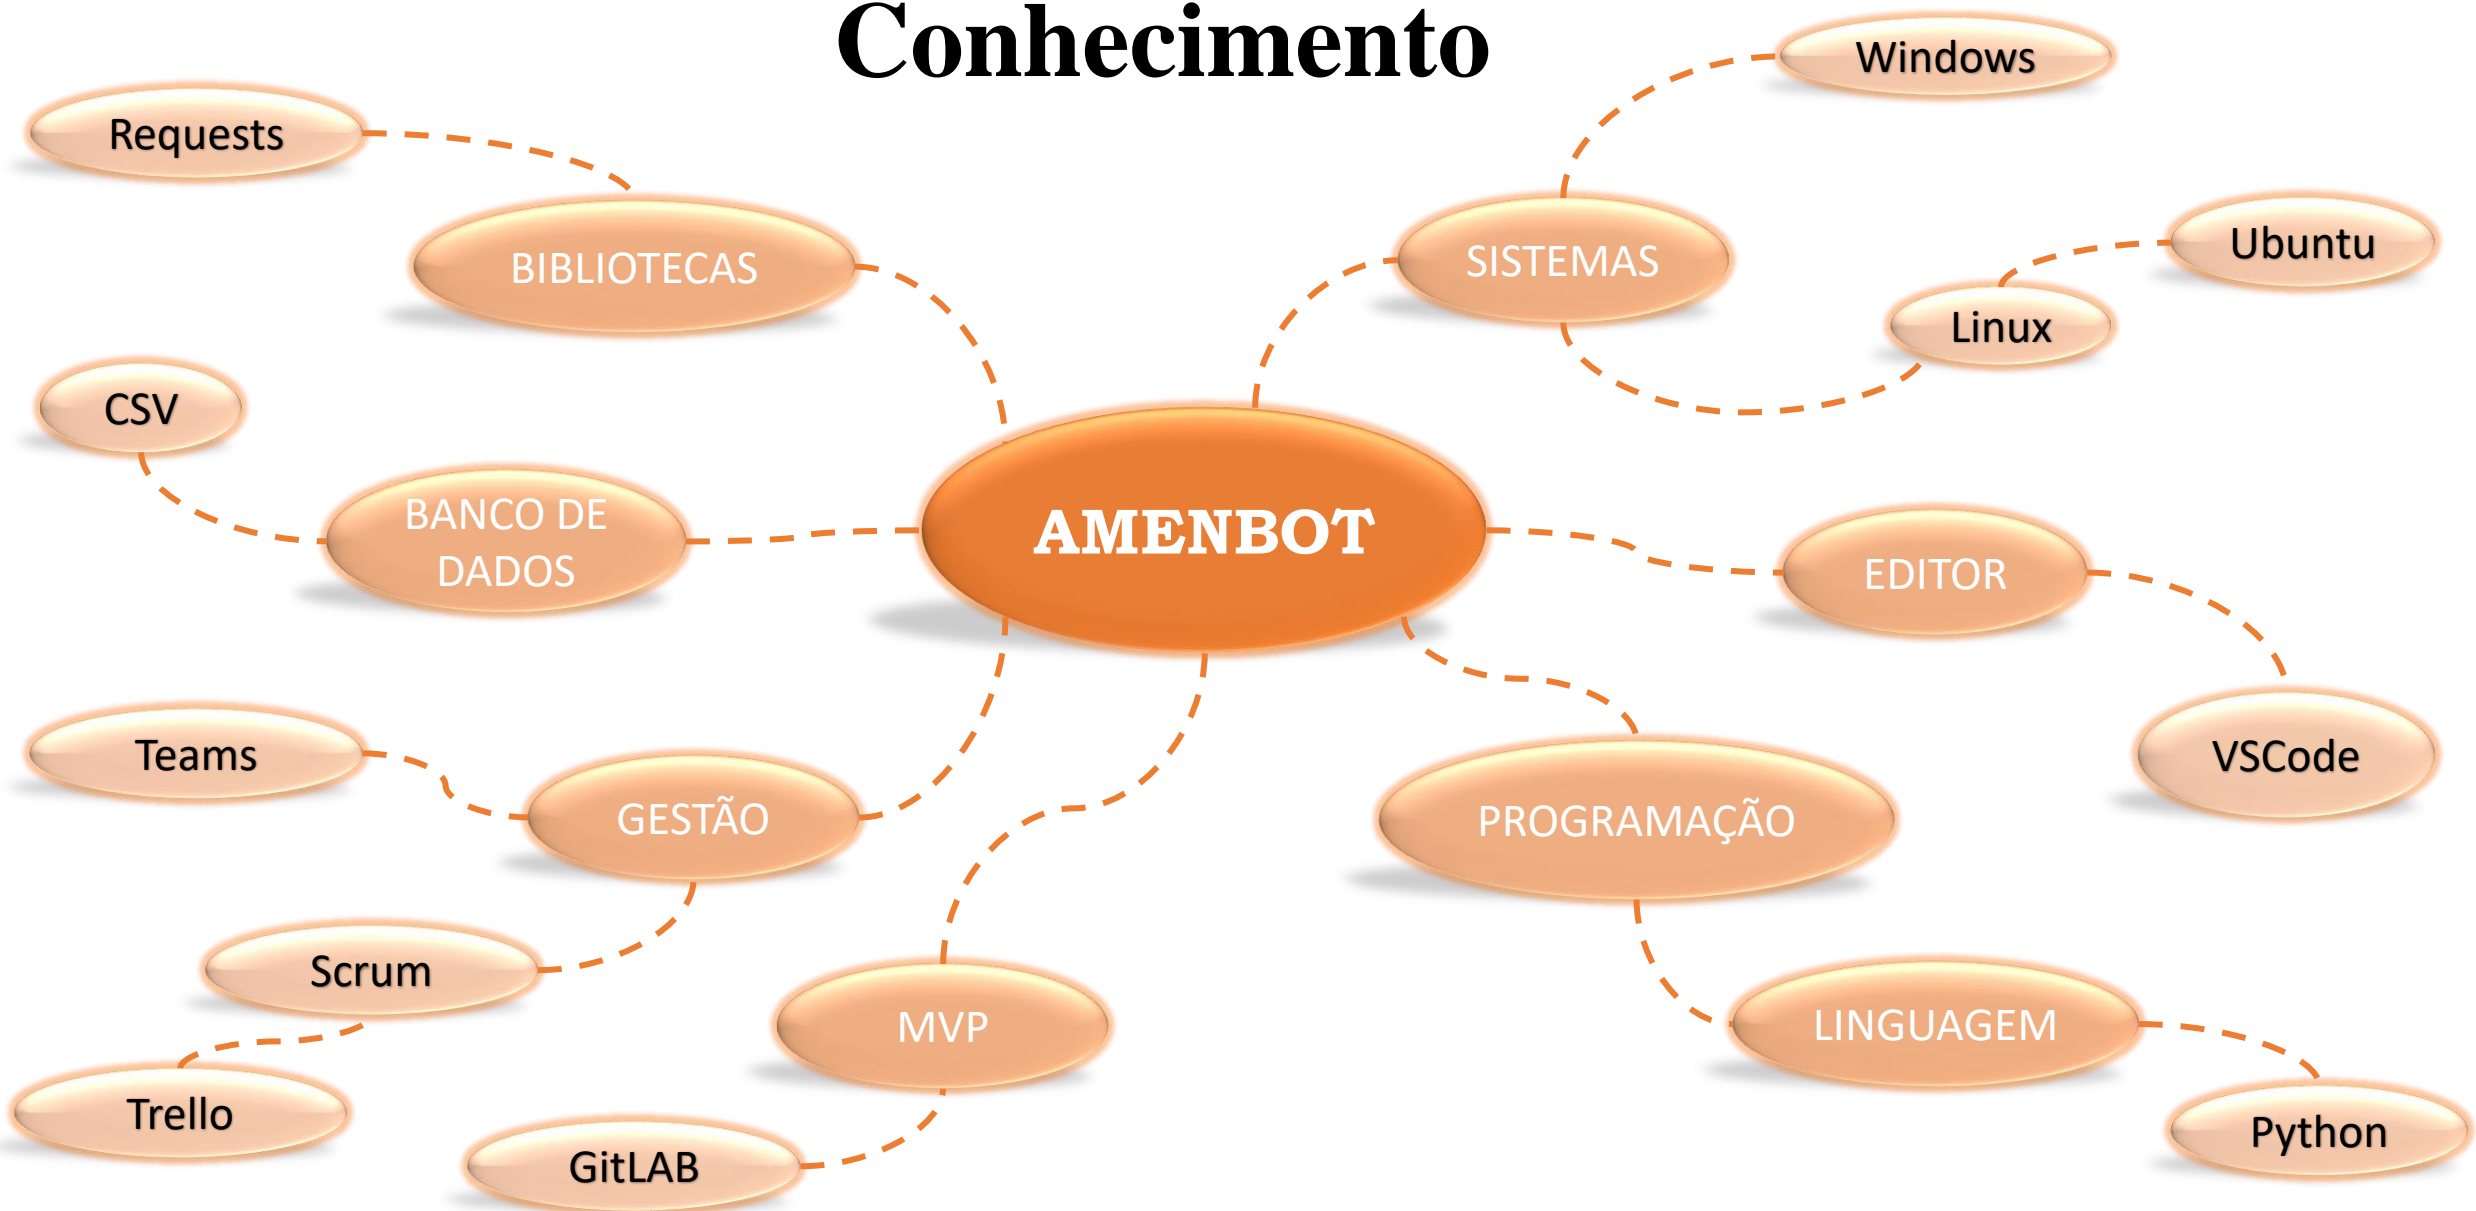 Conhecimento
Windows
Requests
Ubuntu
BIBLIOTECAS
SISTEMAS
Linux
CSV
BANCO DE
DADOS
AMENBOT
EDITOR
Teams
VSCode
GESTÃO
PROGRAMAÇÃO
Scrum
MVP
LINGUAGEM
Trello
Python
GitLAB